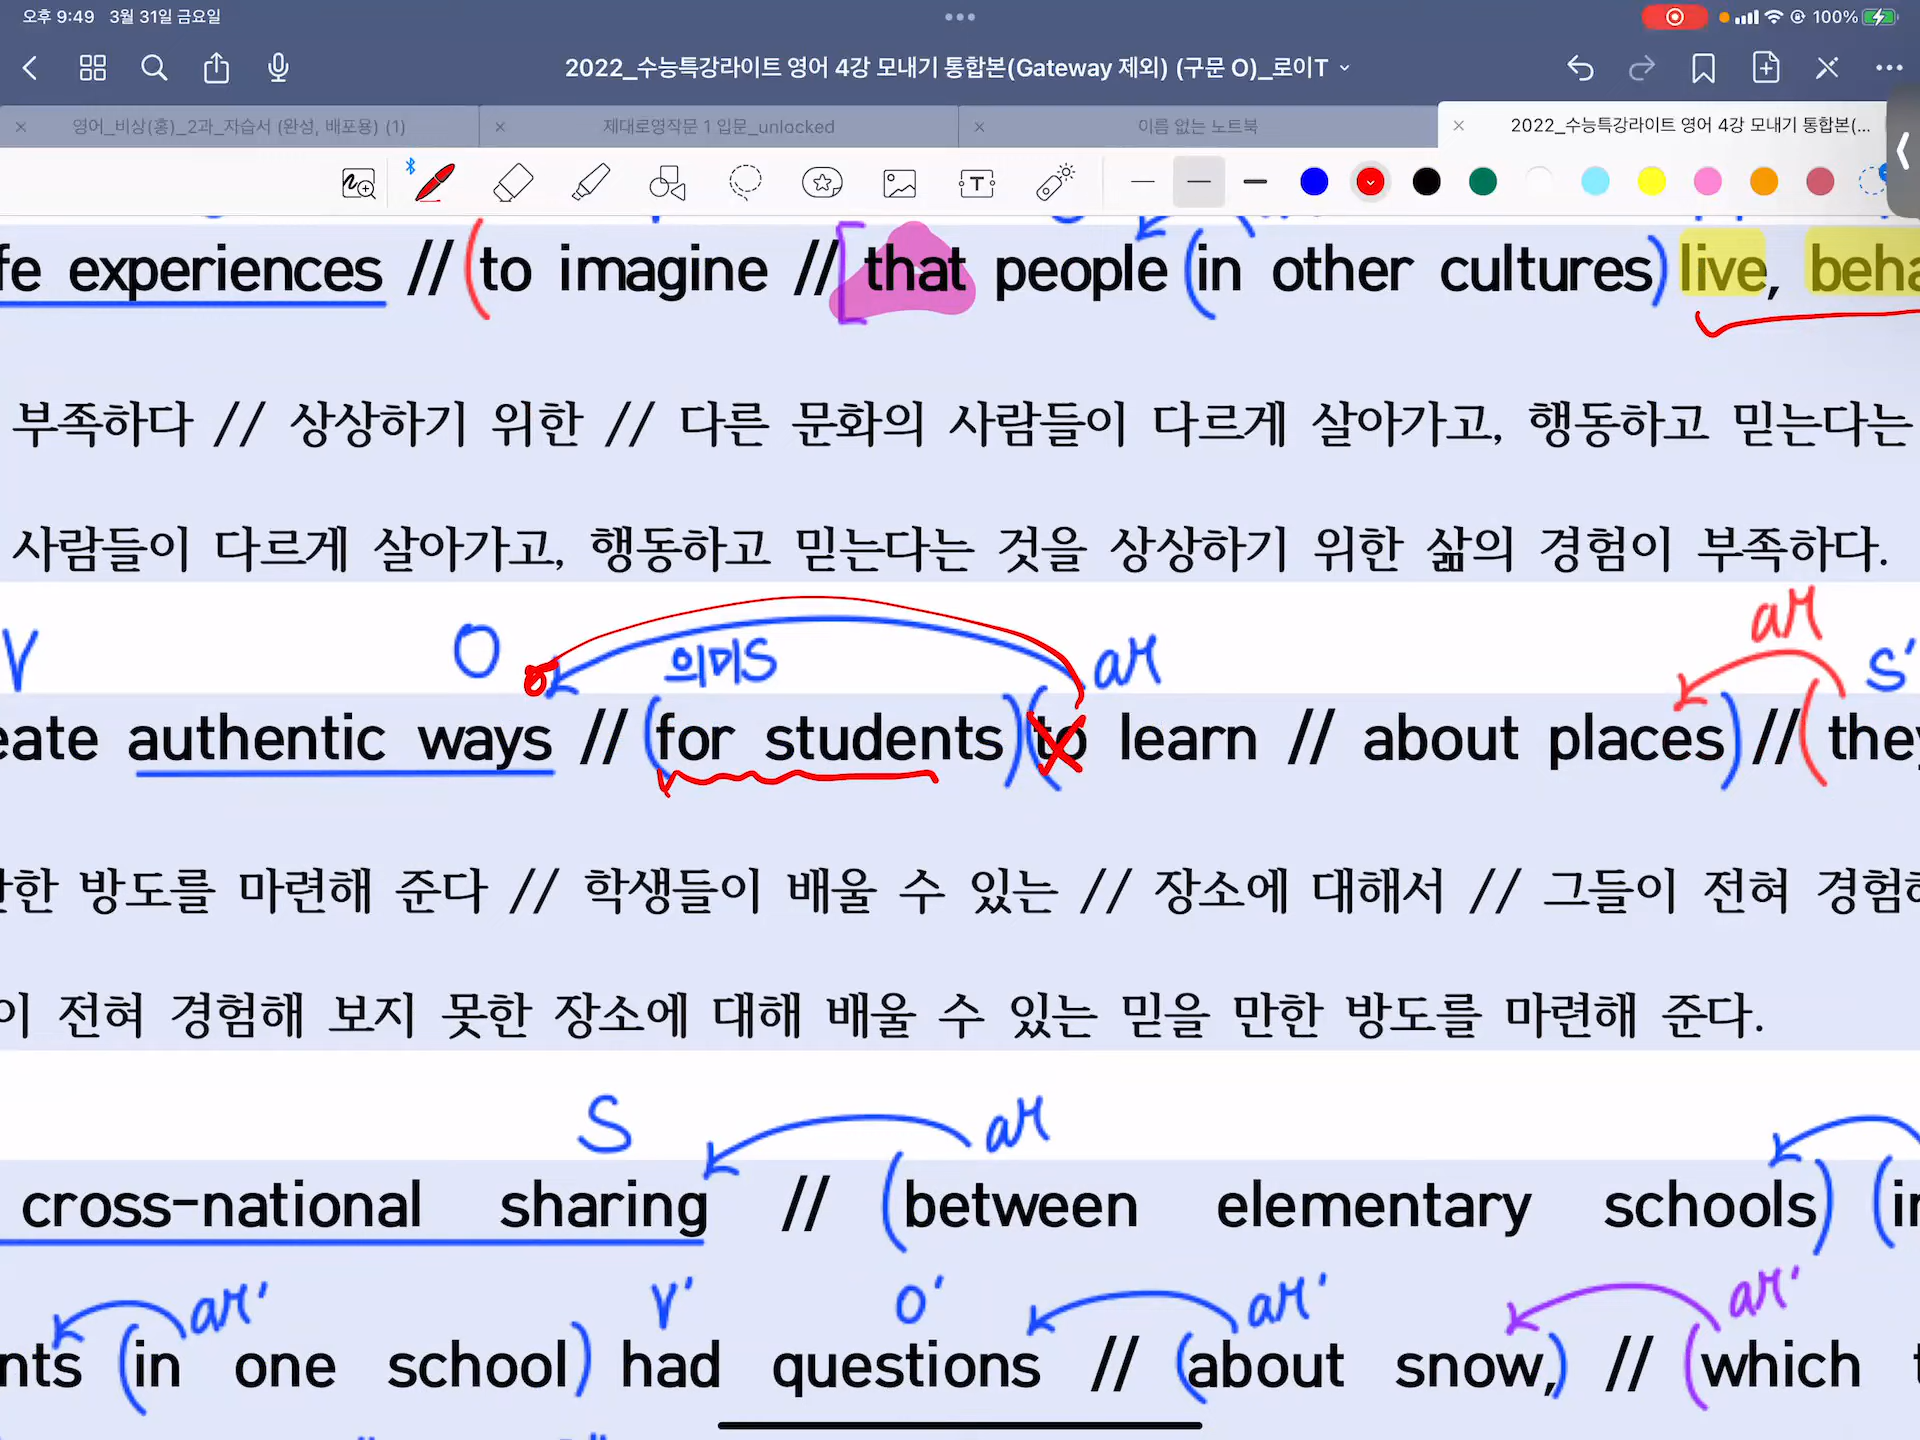 오후 9:49 3월 31일 금요일
100%
2022_수능특강라이트 영어 4강 모내기 통합본(Gateway 제외) (구문 O)_로이T
영어_비상(홍)_2과_자습서 (완성, 배포용) (1)
제대로영작문 1 입문_unlocked
이름 없는 노트북
2022_수능특강라이트 영어 4강 모내기 통합본(...
fe experiences // (to imagine // [that people (in other cultures) live, beha
부족하다 // 상상하기 위한 // 다른 문화의 사람들이 다르게 살아가고, 행동하고 믿는다는
사람들이 다르게 살아가고, 행동하고 믿는다는 것을 상상하기 위한 삶의 경험이 부족하다.
V O 의미S S'
eate authentic ways // (for students)(to learn // about places) // (they
한 방도를 마련해 준다 // 학생들이 배울 수 있는 // 장소에 대해서 // 그들이 전혀 경험
이 전혀 경험해 보지 못한 장소에 대해 배울 수 있는 믿을 만한 방도를 마련해 준다.
S
cross-national sharing // (between elementary schools) (in
V' O'
nts (in one school) had questions // (about snow,) // (which t